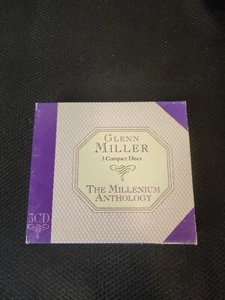 GLENN
MILLER
3 Compact Discs
THE MILLENIUM
ANTHOLOGY
3CD